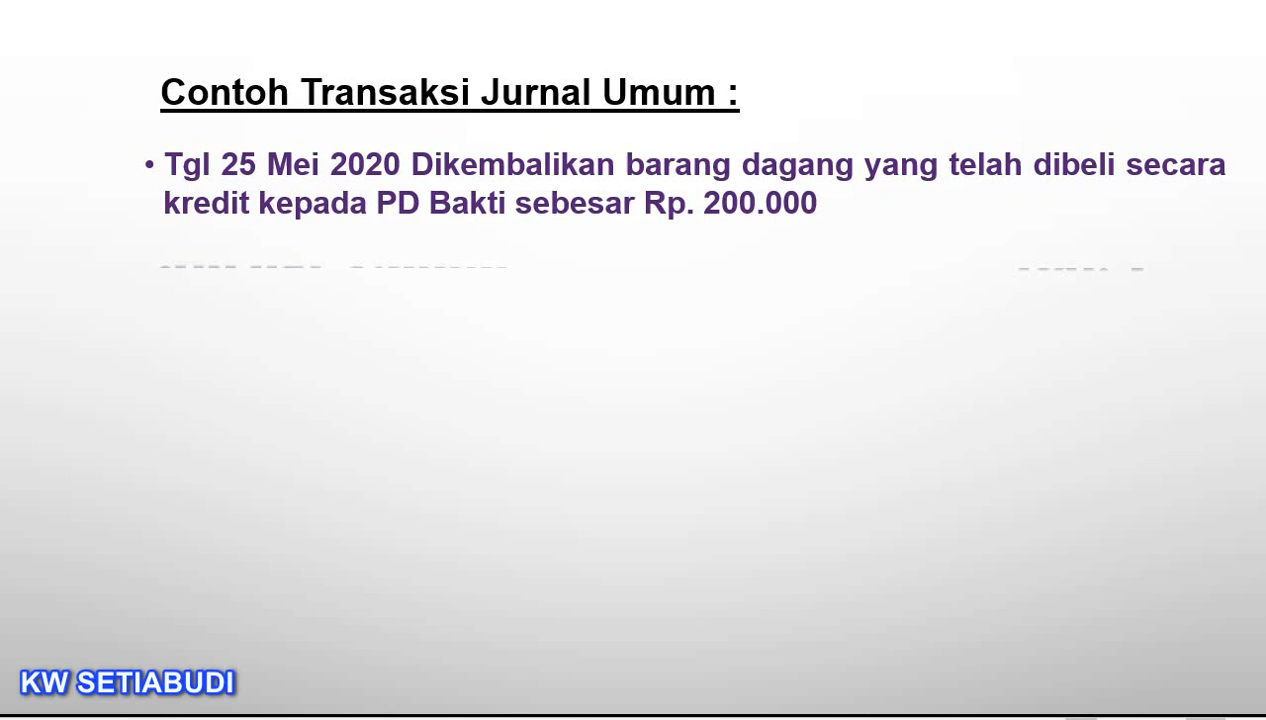 Contoh Transaksi Jurnal Umum :
• Tgl 25 Mei 2020 Dikembalikan barang dagang yang telah dibeli secara
kredit kepada PD Bakti sebesar Rp. 200.000
KW SETIABUDI